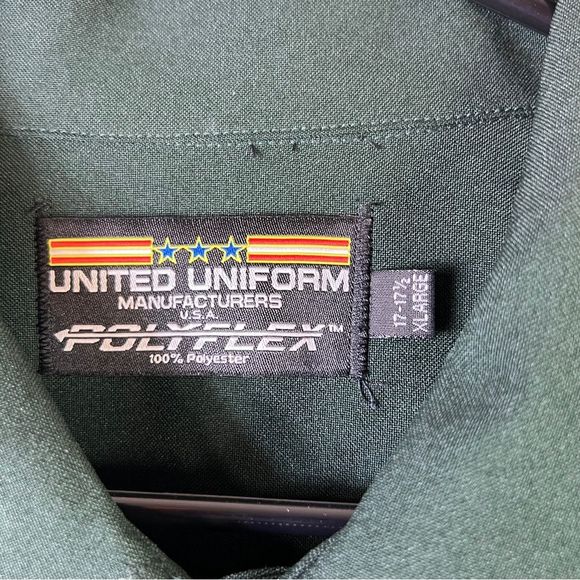 UNITED UNIFORM
MANUFACTURERS
U.S.A.
POLYFLEX™
100% Polyester
17-17½
XLARGE